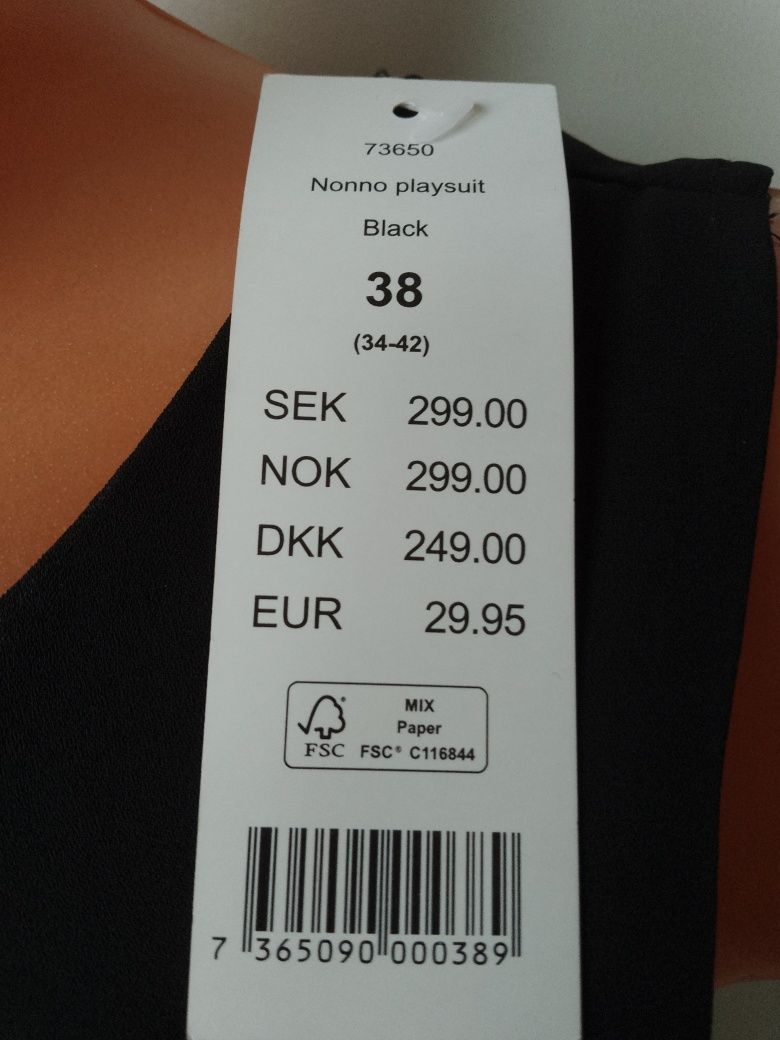 73650
Nonno playsuit
Black
38
(34-42)
SEK 299.00
NOK 299.00
DKK 249.00
EUR 29.95
MIX
Paper
FSC FSC® C116844
7 365090 000389